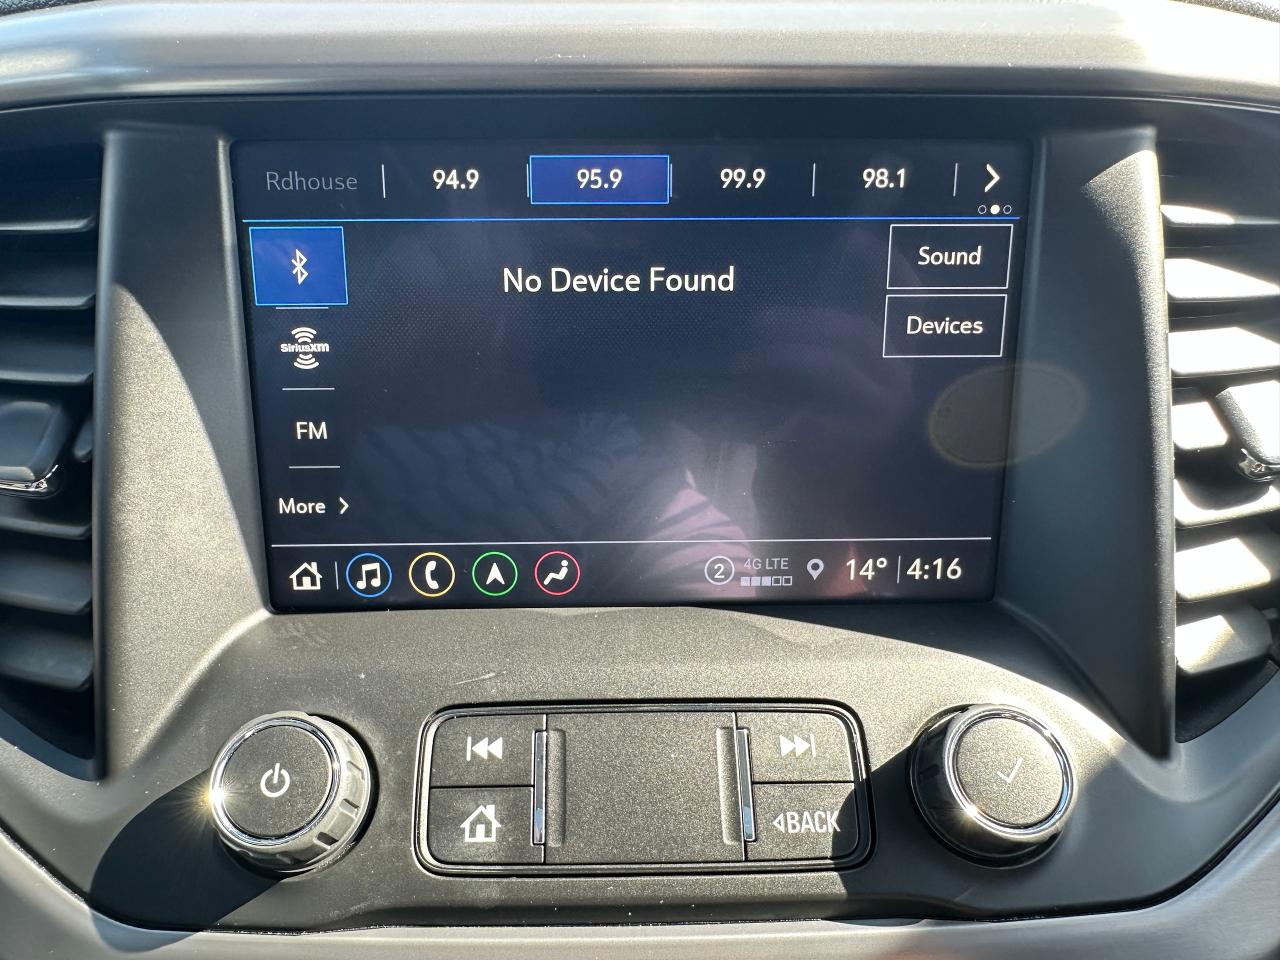 Rdhouse 94.9 95.9 99.9 98.1
No Device Found
Sound
Devices
SiriusXM
FM
More
2 4G LTE 14° 4:16
BACK